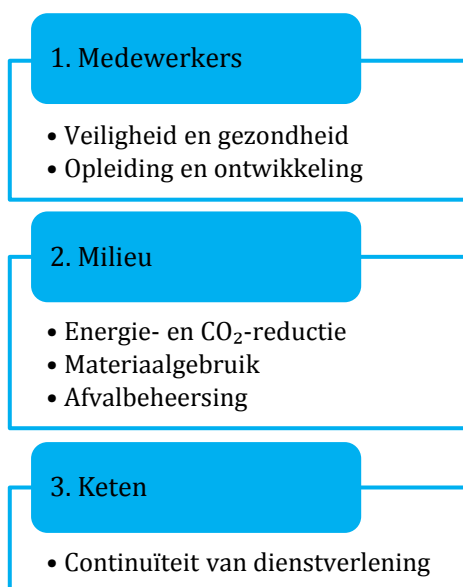 1. Medewerkers
• Veiligheid en gezondheid
• Opleiding en ontwikkeling
2. Milieu
• Energie- en CO₂-reductie
• Materiaalgebruik
• Afvalbeheersing
3. Keten
• Continuïteit van dienstverlening